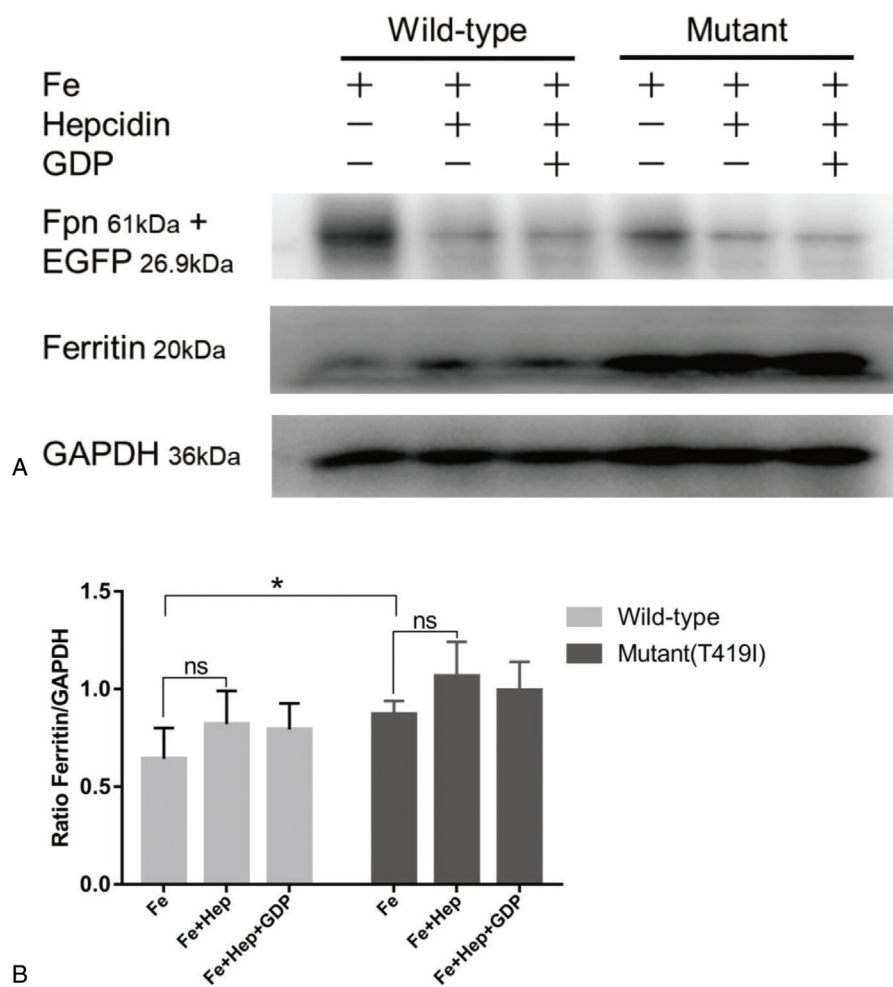 Wild-type Mutant
Fe + + + + + +
Hepcidin − + + − + +
GDP − − + − − +
Fpn 61kDa +
EGFP 26.9kDa
Ferritin 20kDa
GAPDH 36kDa
A
Ratio Ferritin/GAPDH
1.5
1.0
0.5
0.0
*
ns
ns
Wild-type
Mutant(T419I)
Fe
Fe+Hep
Fe+Hep+GDP
Fe
Fe+Hep
Fe+Hep+GDP
B